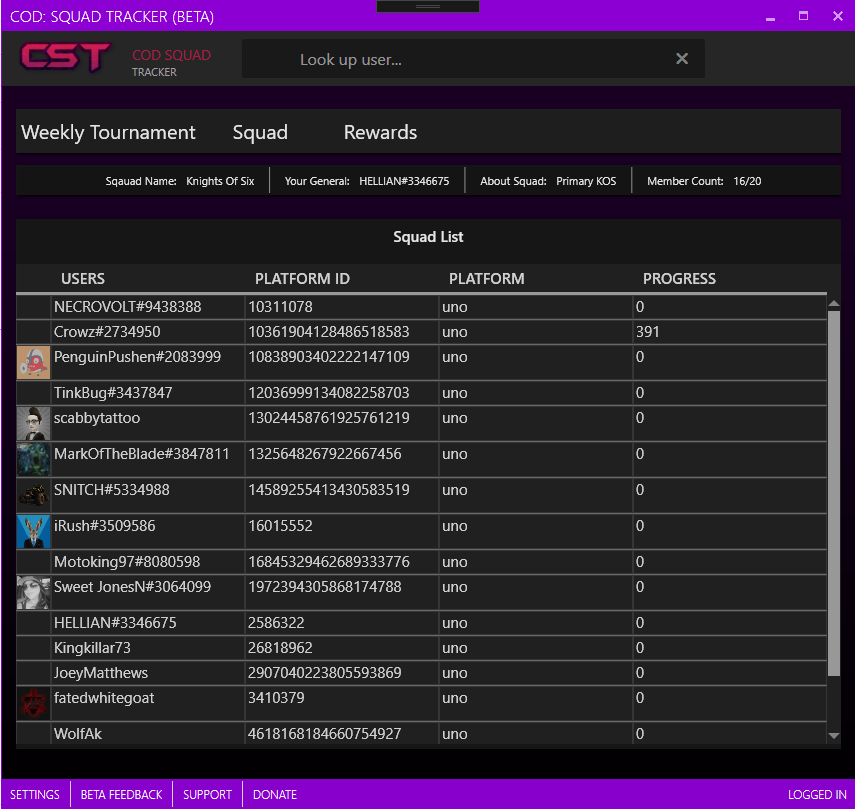 COD: SQUAD TRACKER (BETA)
CST COD SQUAD TRACKER Look up user...
Weekly Tournament Squad Rewards
Sqauad Name: Knights Of Six Your General: HELLIAN#3346675 About Squad: Primary KOS Member Count: 16/20
Squad List
USERS PLATFORM ID PLATFORM PROGRESS
NECROVOLT#9438388 10311078 uno 0
Crowz#2734950 10361904128486518583 uno 391
PenguinPushen#2083999 10838903402222147109 uno 0
TinkBug#3437847 12036999134082258703 uno 0
scabbytattoo 13024458761925761219 uno 0
MarkOfTheBlade#3847811 1325648267922667456 uno 0
SNITCH#5334988 14589255413430583519 uno 0
iRush#3509586 16015552 uno 0
Motoking97#8080598 16845329462689333776 uno 0
Sweet JonesN#3064099 1972394305868174788 uno 0
HELLIAN#3346675 2586322 uno 0
Kingkillar73 26818962 uno 0
JoeyMatthews 2907040223805593869 uno 0
fatedwhitegoat 3410379 uno 0
WolfAk 4618168184660754927 uno 0
SETTINGS BETA FEEDBACK SUPPORT DONATE LOGGED IN